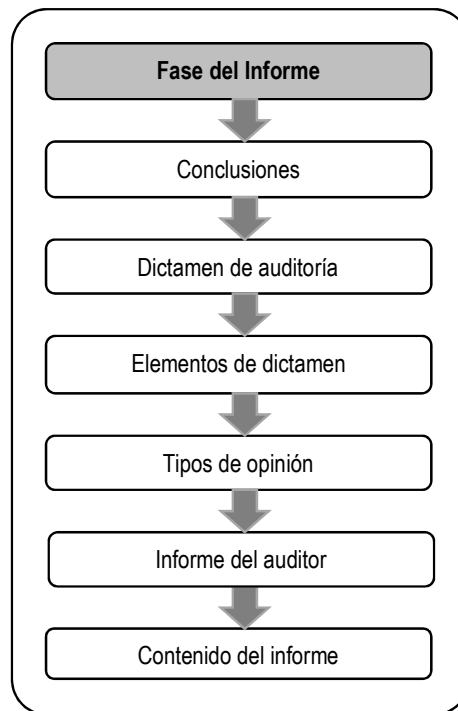 Fase del Informe
Conclusiones
Dictamen de auditoría
Elementos de dictamen
Tipos de opinión
Informe del auditor
Contenido del informe